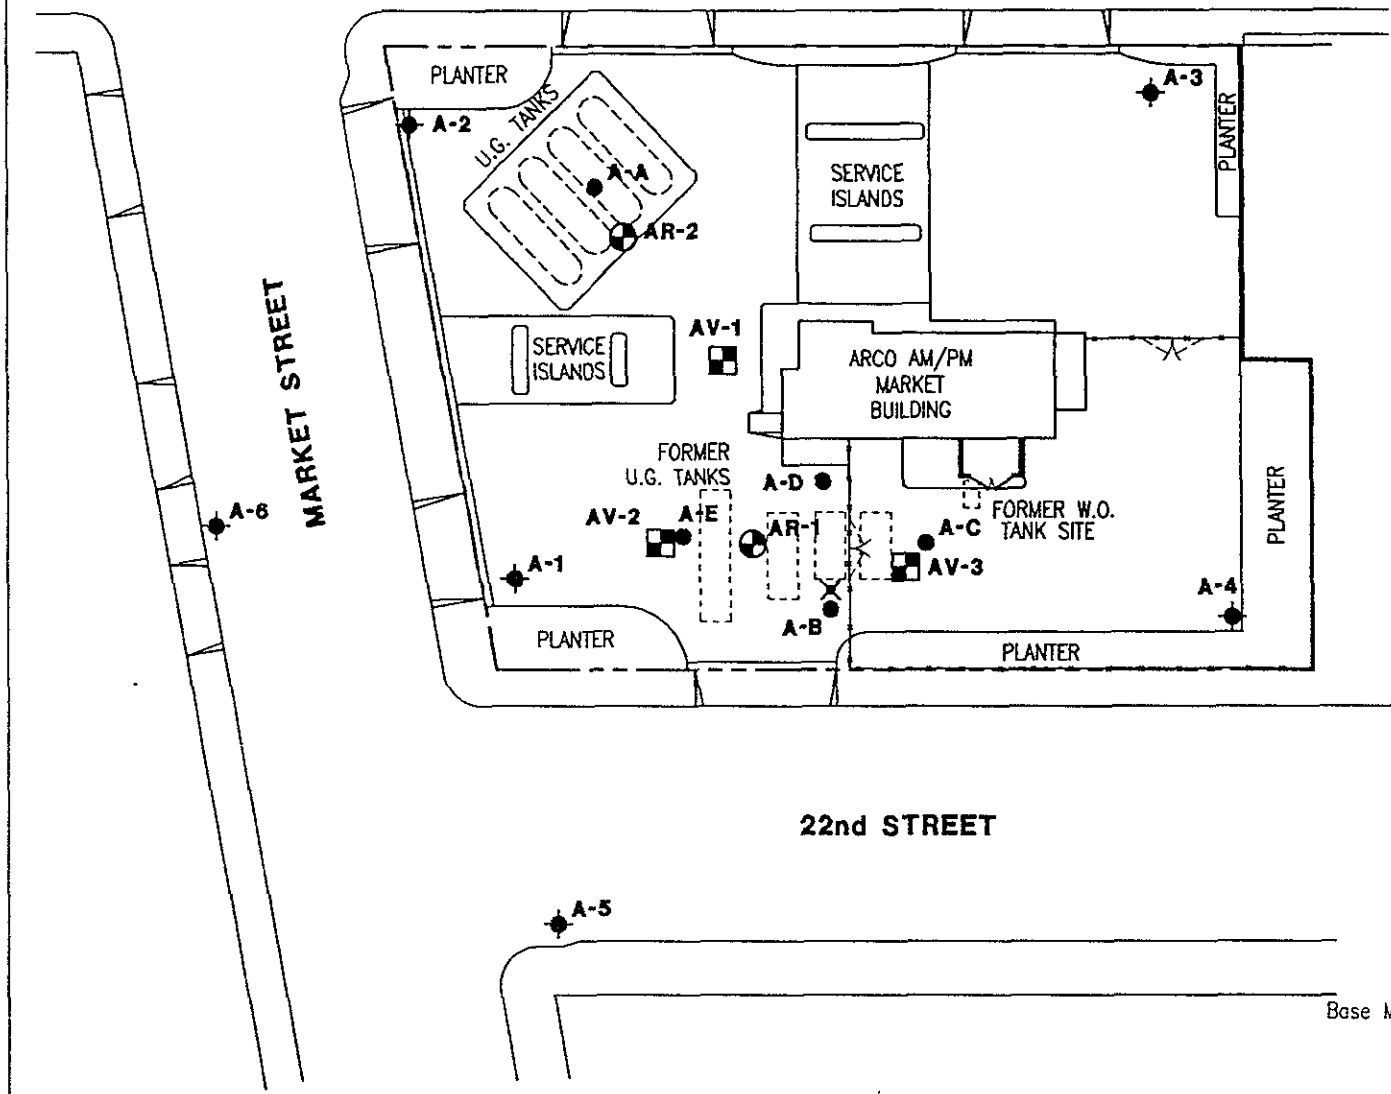 PLANTER
A-3
A-2
U.G. TANKS
PLANTER
A-A
SERVICE
ISLANDS
AR-2
MARKET STREET
AV-1
SERVICE
ISLANDS
ARCO AM/PM
MARKET
BUILDING
FORMER
U.G. TANKS
A-D
PLANTER
A-6
AV-2
A-E
AR-1
A-C
FORMER W.O.
TANK SITE
A-1
AV-3
A-4
A-B
PLANTER
PLANTER
22nd STREET
A-5
Base M